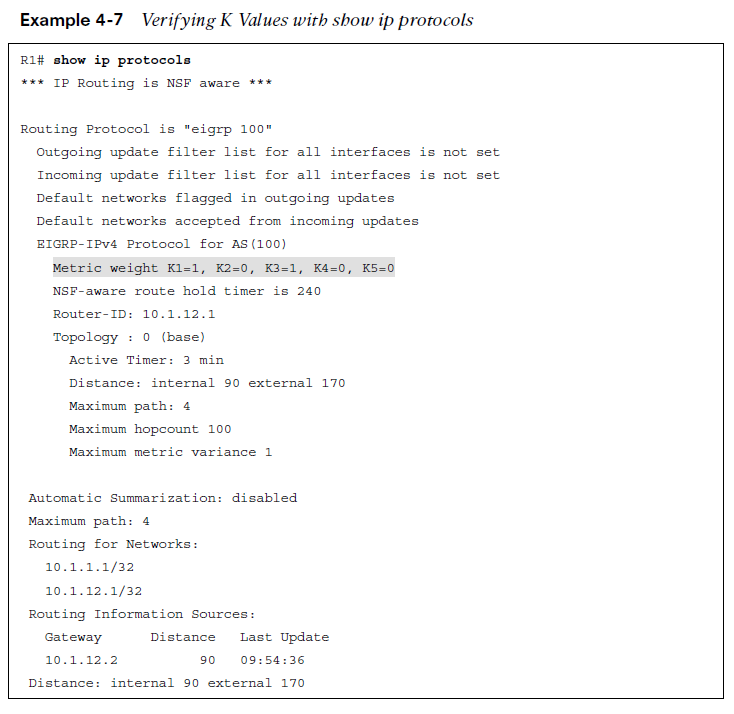 Example 4-7 Verifying K Values with show ip protocols
R1# show ip protocols
*** IP Routing is NSF aware ***
Routing Protocol is "eigrp 100"
Outgoing update filter list for all interfaces is not set
Incoming update filter list for all interfaces is not set
Default networks flagged in outgoing updates
Default networks accepted from incoming updates
EIGRP-IPv4 Protocol for AS(100)
Metric weight K1=1, K2=0, K3=1, K4=0, K5=0
NSF-aware route hold timer is 240
Router-ID: 10.1.12.1
Topology : 0 (base)
Active Timer: 3 min
Distance: internal 90 external 170
Maximum path: 4
Maximum hopcount 100
Maximum metric variance 1
Automatic Summarization: disabled
Maximum path: 4
Routing for Networks:
10.1.1.1/32
10.1.12.1/32
Routing Information Sources:
Gateway Distance Last Update
10.1.12.2 90 09:54:36
Distance: internal 90 external 170